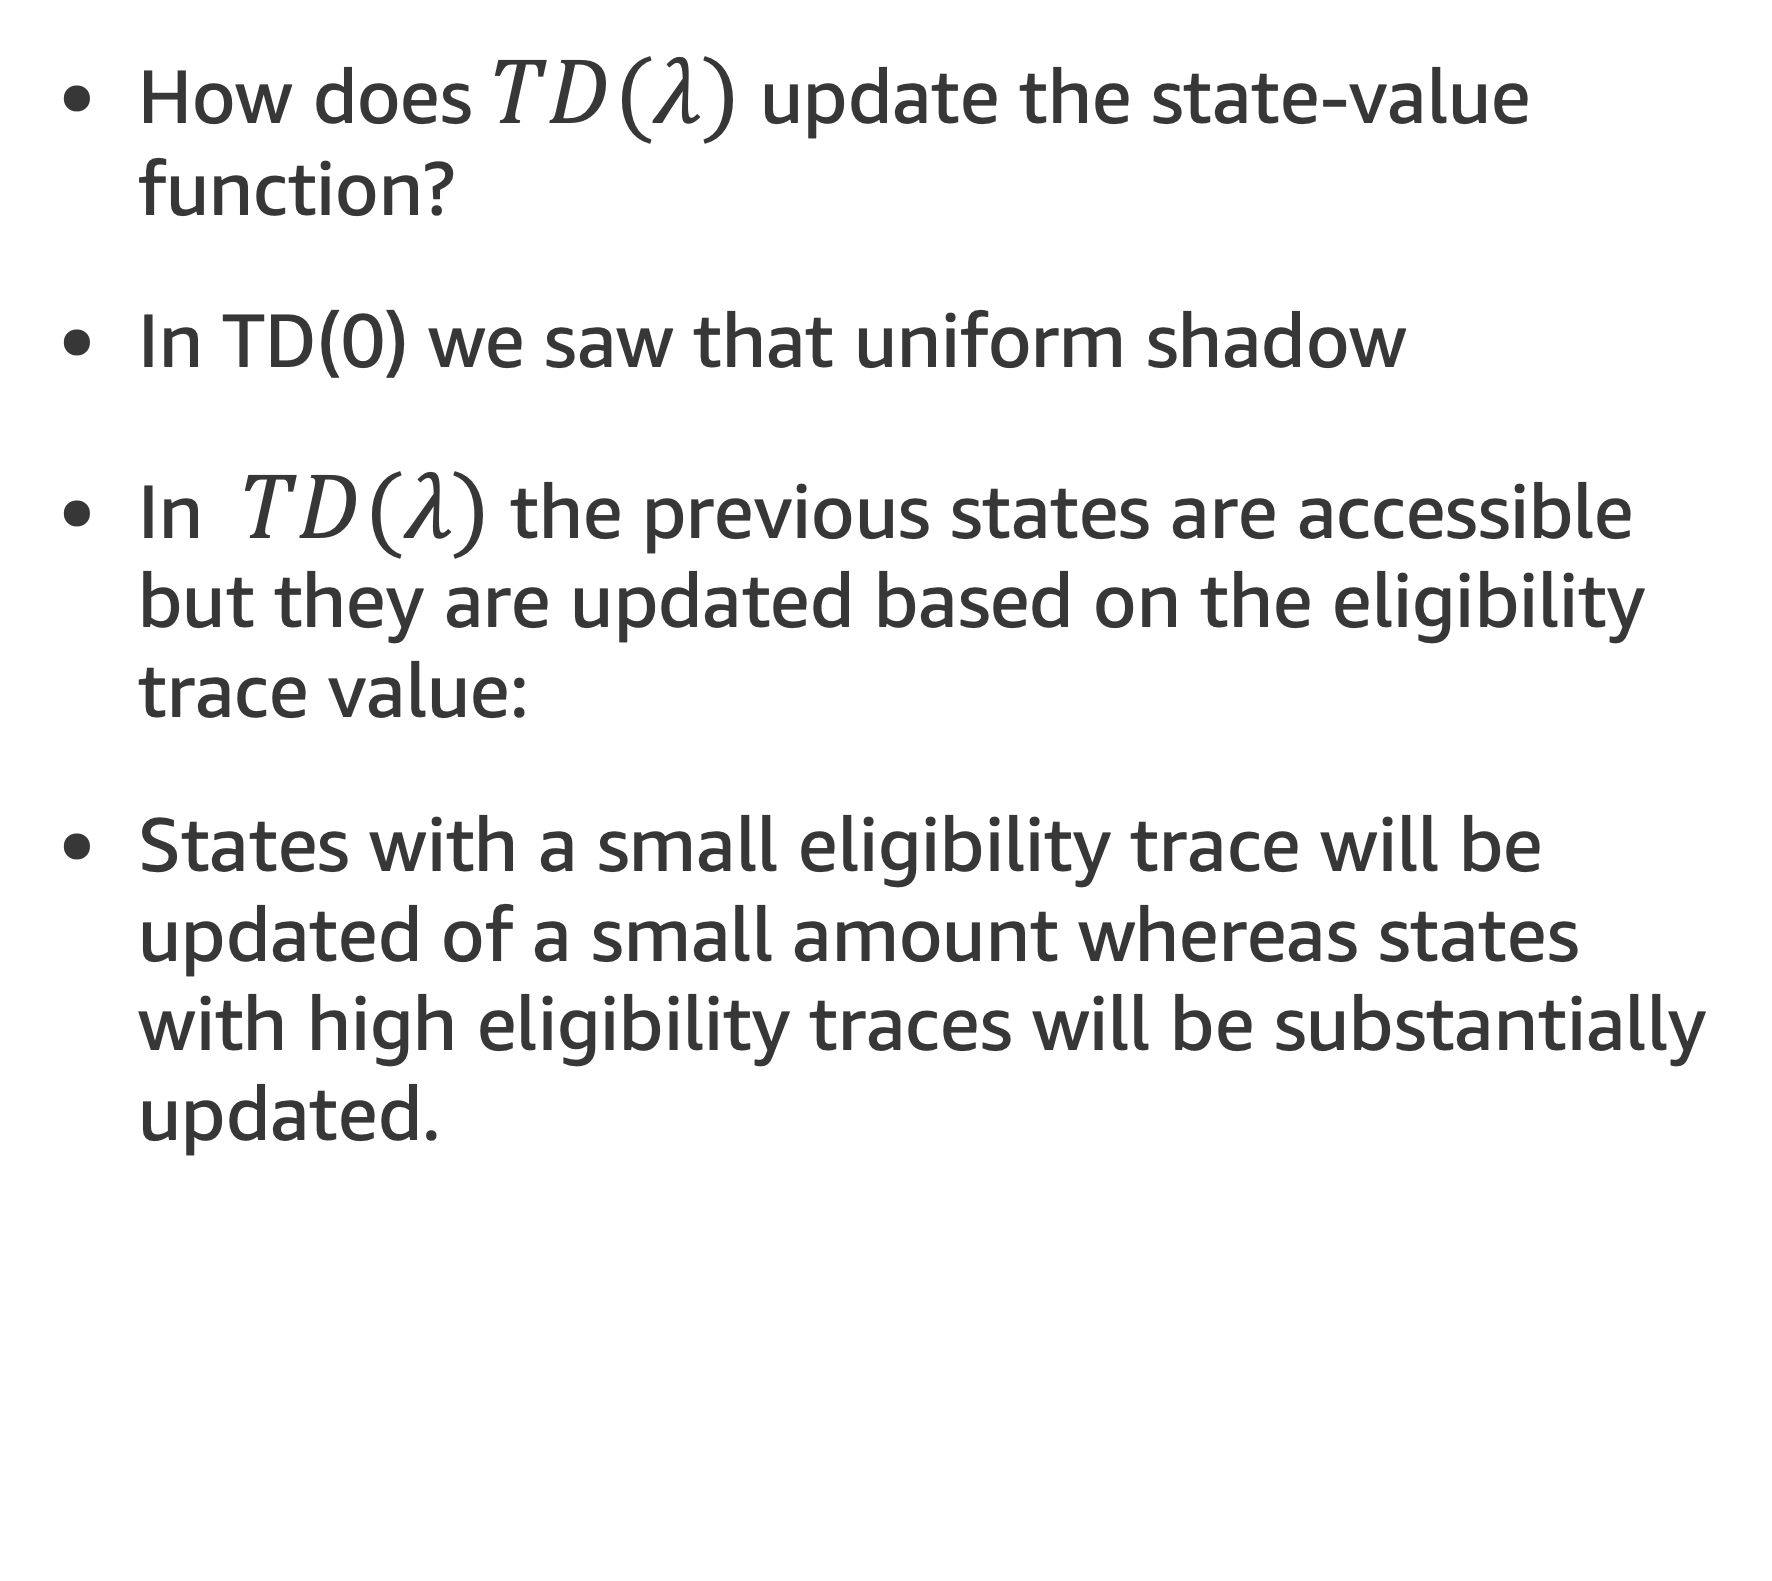 • How does 𝑇𝐷(𝜆) update the state-value
function?
• In TD(0) we saw that uniform shadow
• In 𝑇𝐷(𝜆) the previous states are accessible
but they are updated based on the eligibility
trace value:
• States with a small eligibility trace will be
updated of a small amount whereas states
with high eligibility traces will be substantially
updated.